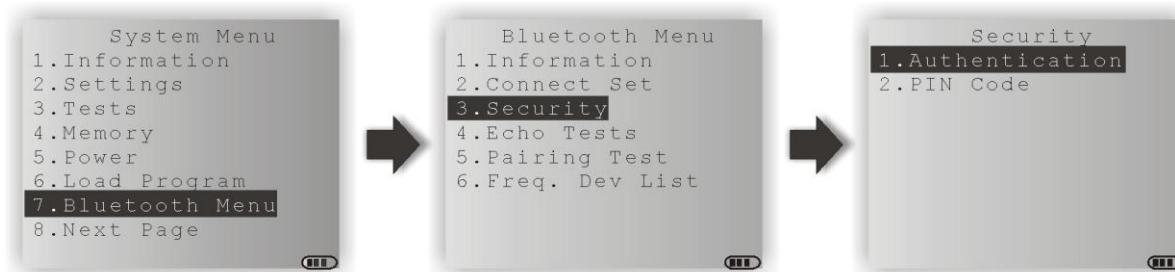 System Menu
1.Information
2.Settings
3.Tests
4.Memory
5.Power
6.Load Program
7.Bluetooth Menu
8.Next Page
Bluetooth Menu
1.Information
2.Connect Set
3.Security
4.Echo Tests
5.Pairing Test
6.Freq. Dev List
Security
1.Authentication
2.PIN Code